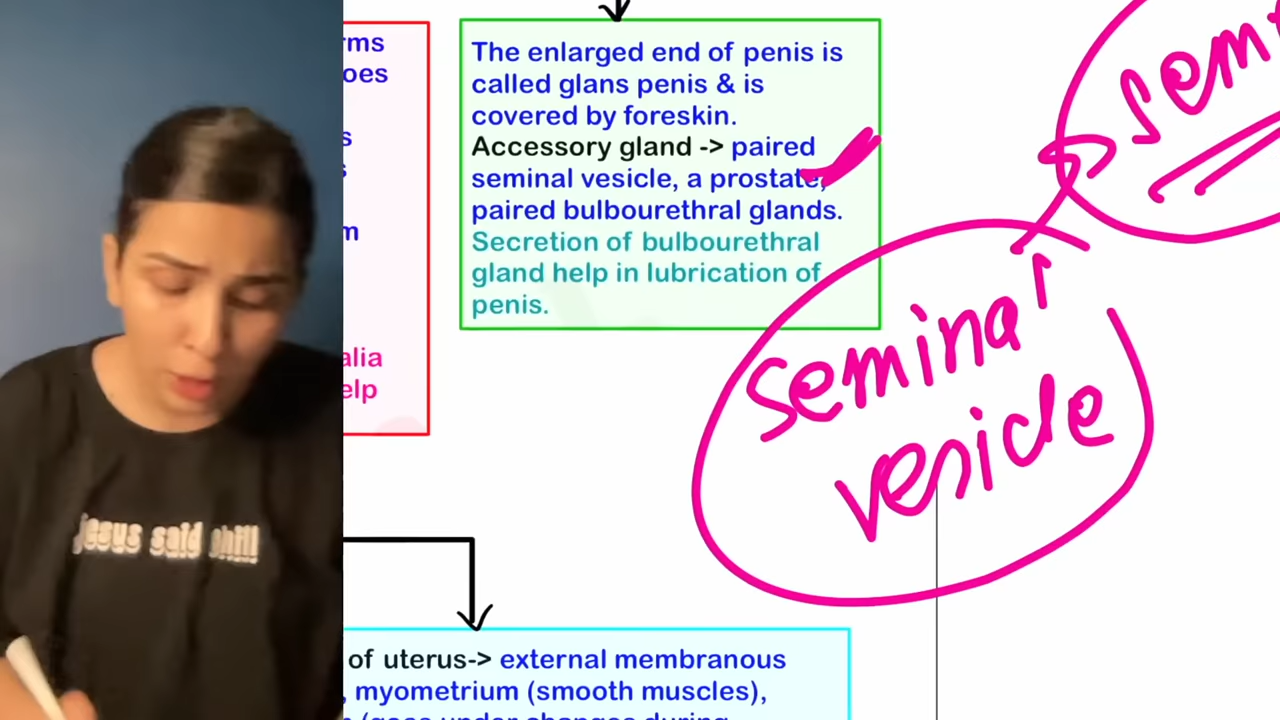 rms
oes
s
s
m
alia
elp
The enlarged end of penis is
called glans penis & is
covered by foreskin.
Accessory gland -> paired
seminal vesicle, a prostate,
paired bulbourethral glands.
Secretion of bulbourethral
gland help in lubrication of
penis.
semi
seminal
vesicle
jesus said chill
of uterus-> external membranous
, myometrium (smooth muscles),